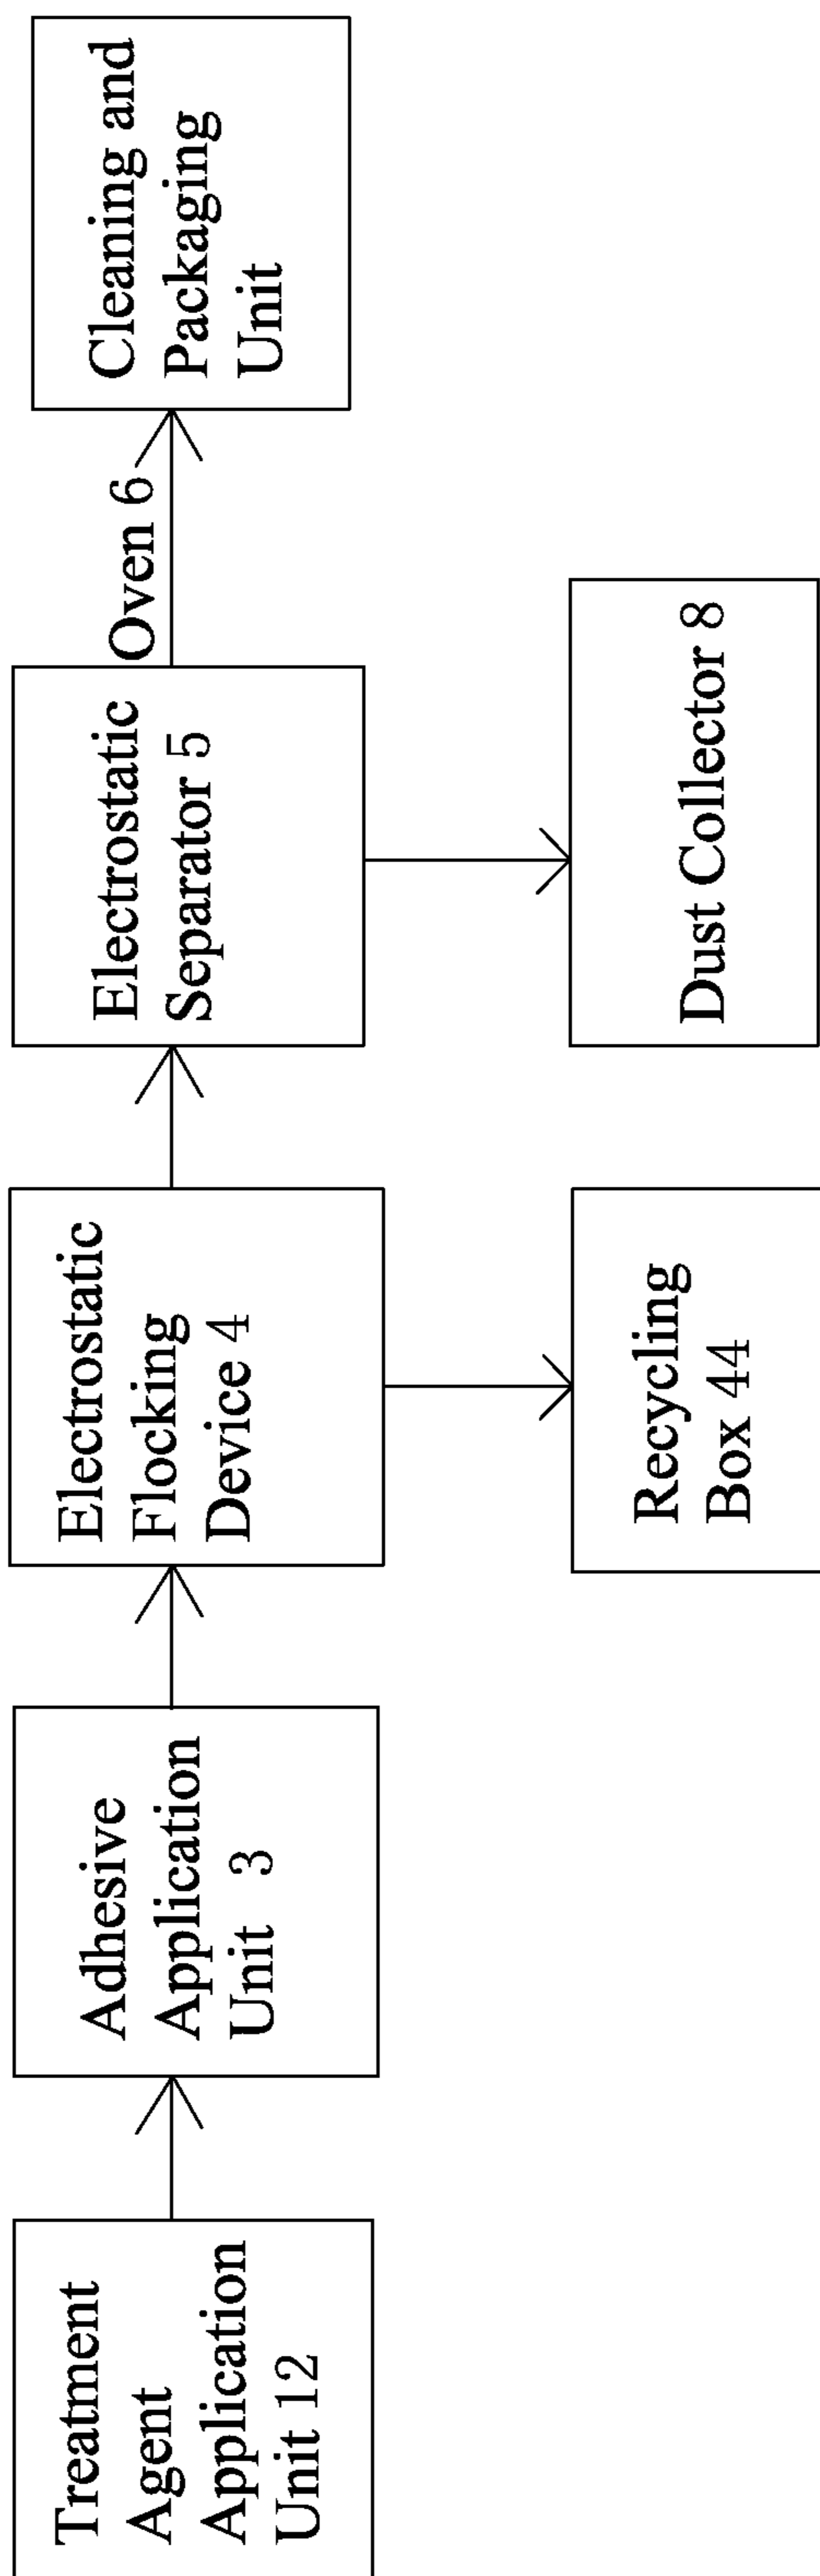 Treatment
Agent
Application
Unit 12
Adhesive
Application
Unit 3
Electrostatic
Flocking
Device 4
Electrostatic
Separator 5
Oven 6
Cleaning and
Packaging
Unit
Recycling
Box 44
Dust Collector 8